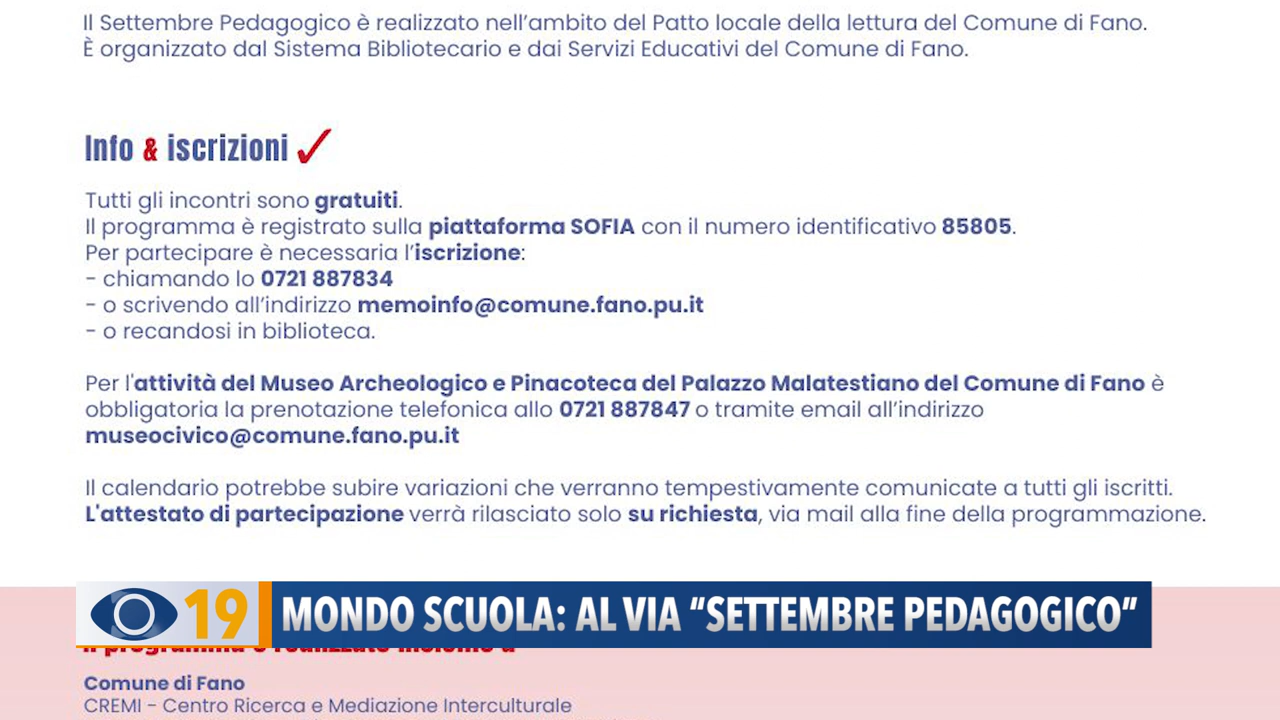 Il Settembre Pedagogico è realizzato nell'ambito del Patto locale della lettura del Comune di Fano.
È organizzato dal Sistema Bibliotecario e dai Servizi Educativi del Comune di Fano.
Info & iscrizioni
Tutti gli incontri sono gratuiti.
Il programma è registrato sulla piattaforma SOFIA con il numero identificativo 85805.
Per partecipare è necessaria l'iscrizione:
- chiamando lo 0721 887834
- o scrivendo all'indirizzo memoinfo@comune.fano.pu.it
- o recandosi in biblioteca.
Per l'attività del Museo Archeologico e Pinacoteca del Palazzo Malatestiano del Comune di Fano è
obbligatoria la prenotazione telefonica allo 0721 887847 o tramite email all'indirizzo
museocivico@comune.fano.pu.it
Il calendario potrebbe subire variazioni che verranno tempestivamente comunicate a tutti gli iscritti.
L'attestato di partecipazione verrà rilasciato solo su richiesta, via mail alla fine della programmazione.
19 MONDO SCUOLA: AL VIA “SETTEMBRE PEDAGOGICO”
Il programma è realizzato insieme a
Comune di Fano
CREMI - Centro Ricerca e Mediazione Interculturale